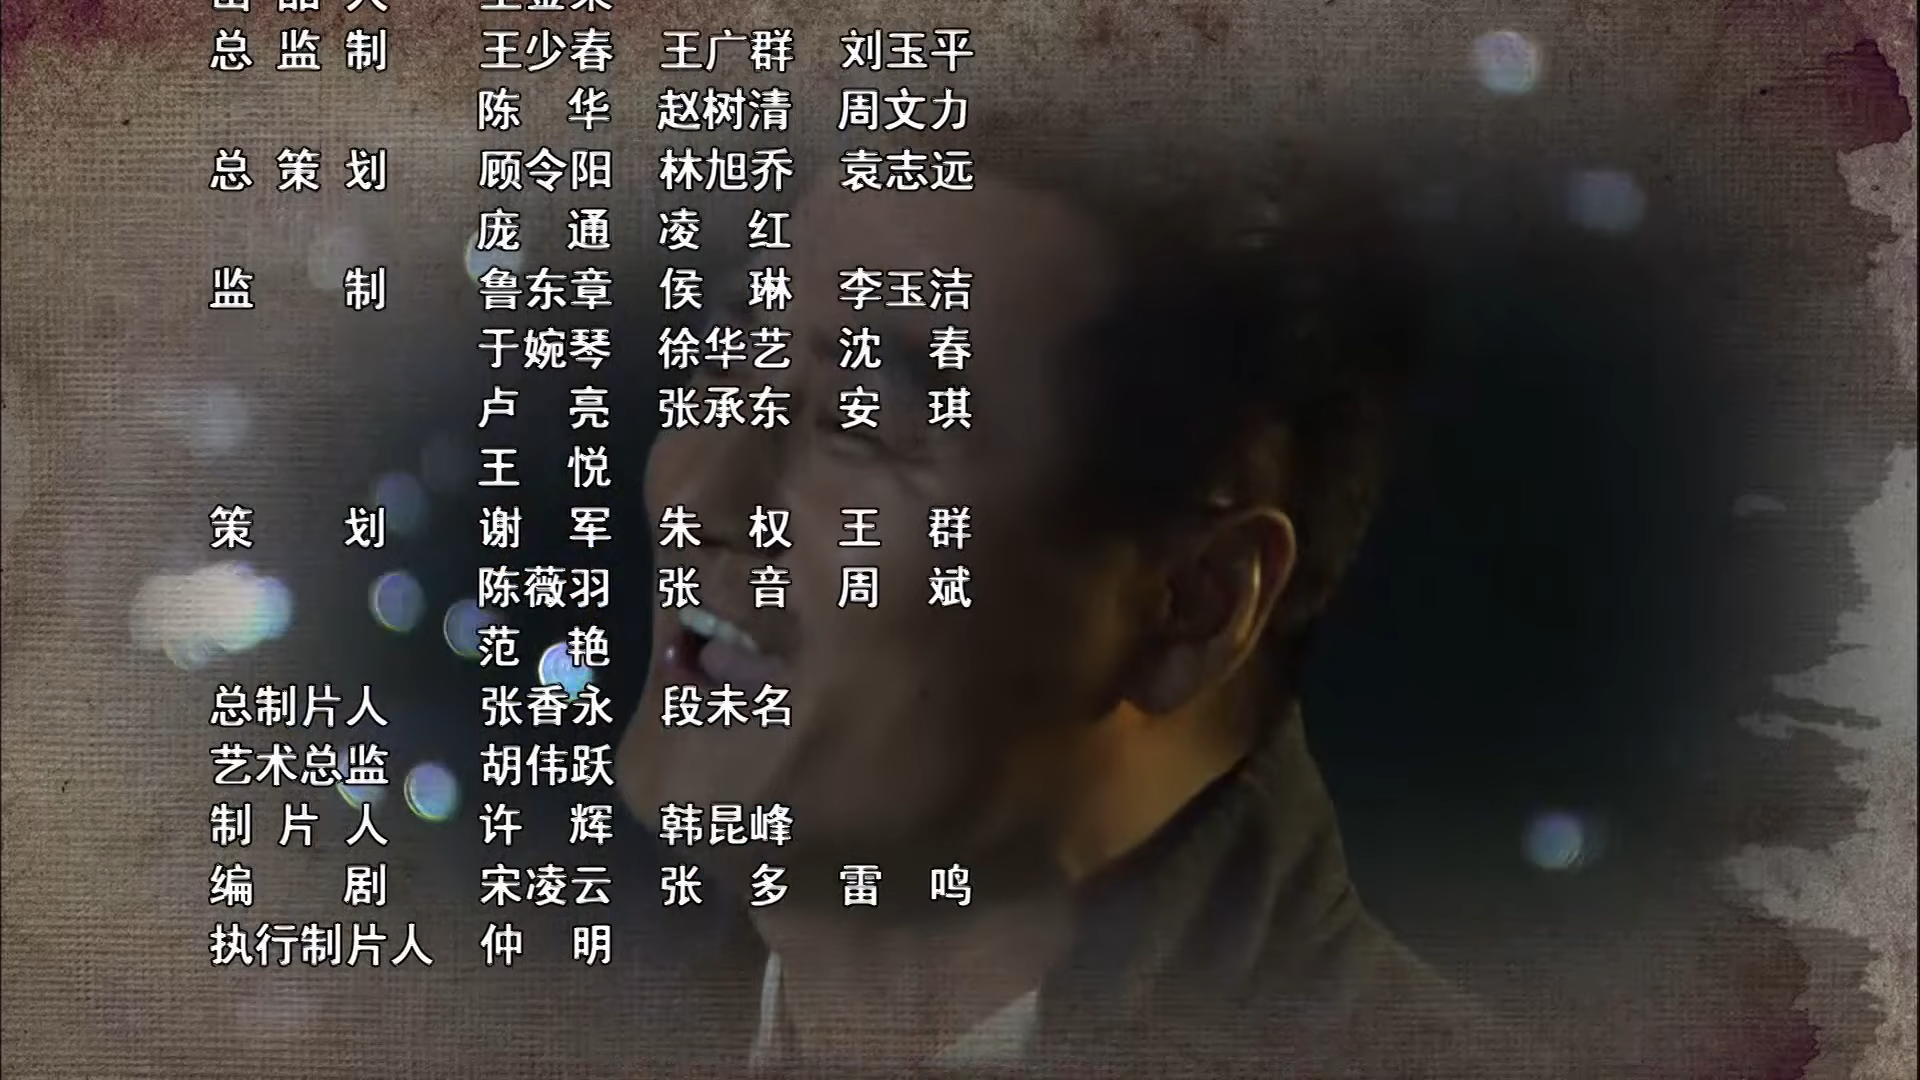 总监制 王少春 王广群 刘玉平
陈华 赵树清 周文力
总策划 顾令阳 林旭乔 袁志远
庞通 凌红
监制 鲁东章 侯琳 李玉洁
于婉琴 徐华艺 沈春
卢亮 张承东 安琪
王悦
策划 谢军 朱权 王群
陈薇羽 张音 周斌
范艳
总制片人 张香永 段未名
艺术总监 胡伟跃
制片人 许辉 韩昆峰
编剧 宋凌云 张多 雷鸣
执行制片人 仲明